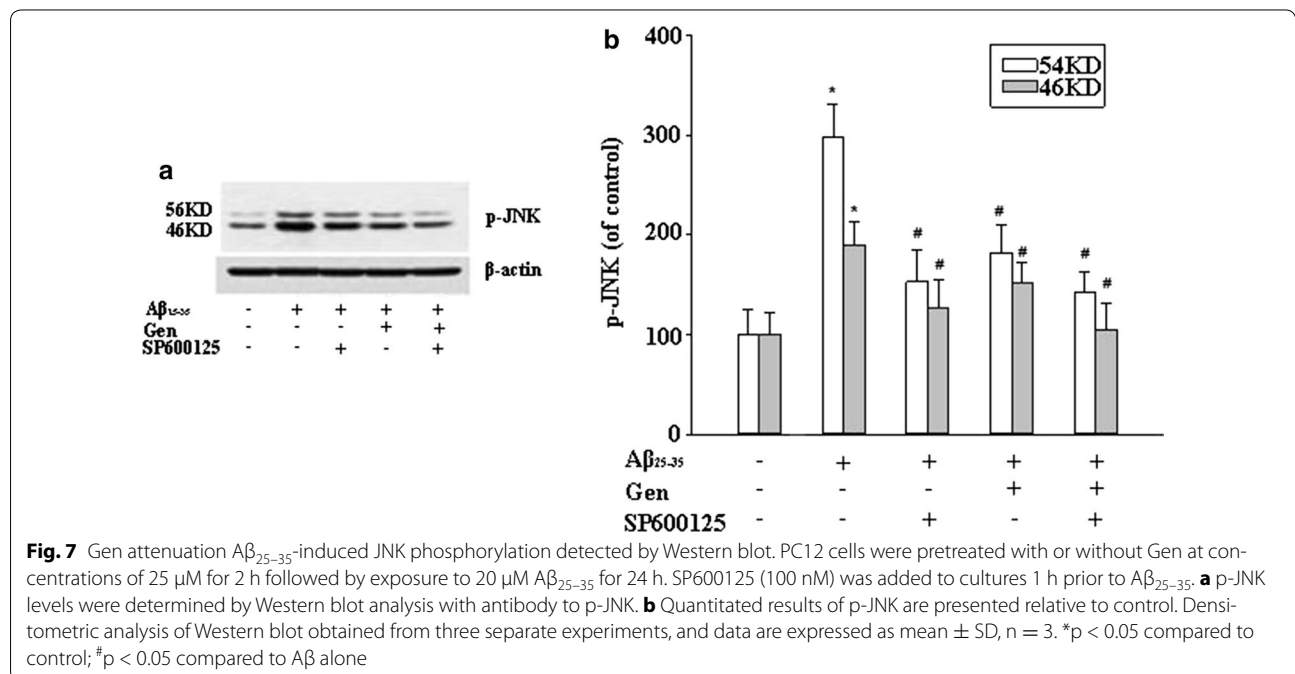 a
56KD
46KD
p-JNK
β-actin
Aβ₂₅₋₃₅ - + + + +
Gen - - - + +
SP600125 - - + - +
b
400
300
200
100
0
p-JNK (of control)
54KD
46KD
* * # # # # # #
Aβ₂₅₋₃₅ - + + + +
Gen - - - + +
SP600125 - - + - +
Fig. 7 Gen attenuation Aβ₂₅₋₃₅-induced JNK phosphorylation detected by Western blot. PC12 cells were pretreated with or without Gen at con-
centrations of 25 µM for 2 h followed by exposure to 20 µM Aβ₂₅₋₃₅ for 24 h. SP600125 (100 nM) was added to cultures 1 h prior to Aβ₂₅₋₃₅. a p-JNK
levels were determined by Western blot analysis with antibody to p-JNK. b Quantitated results of p-JNK are presented relative to control. Densi-
tometric analysis of Western blot obtained from three separate experiments, and data are expressed as mean ± SD, n = 3. *p < 0.05 compared to
control; #p < 0.05 compared to Aβ alone